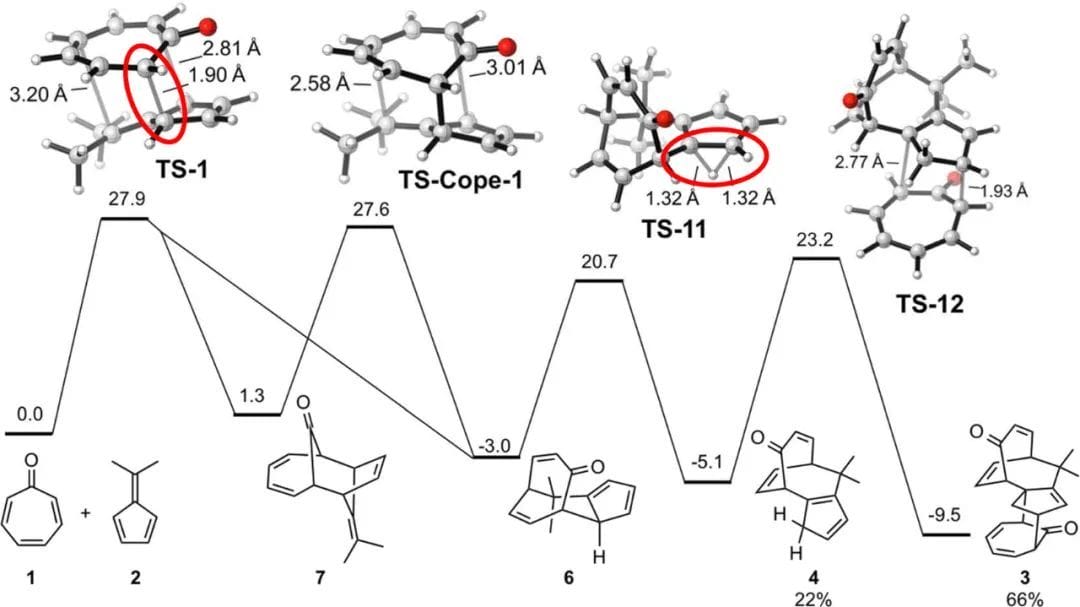 2.81 Å
1.90 Å
3.20 Å
TS-1
2.58 Å
3.01 Å
TS-Cope-1
1.32 Å 1.32 Å
TS-11
2.77 Å
1.93 Å
TS-12
27.9
27.6
20.7
23.2
0.0
1.3
-3.0
-5.1
-9.5
O
+
O
O
O
H
H
H
O
O
1
2
7
6
4
22%
3
66%